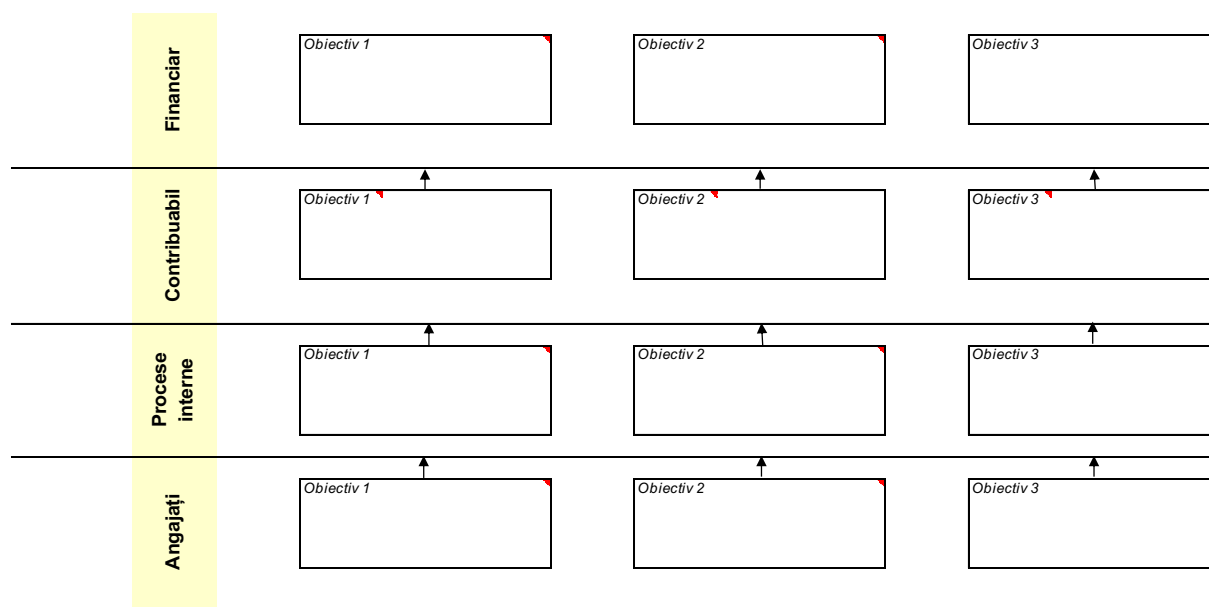 Financiar
Obiectiv 1
Obiectiv 2
Obiectiv 3
Contribuabil
Obiectiv 1
Obiectiv 2
Obiectiv 3
Procese
interne
Obiectiv 1
Obiectiv 2
Obiectiv 3
Angajați
Obiectiv 1
Obiectiv 2
Obiectiv 3